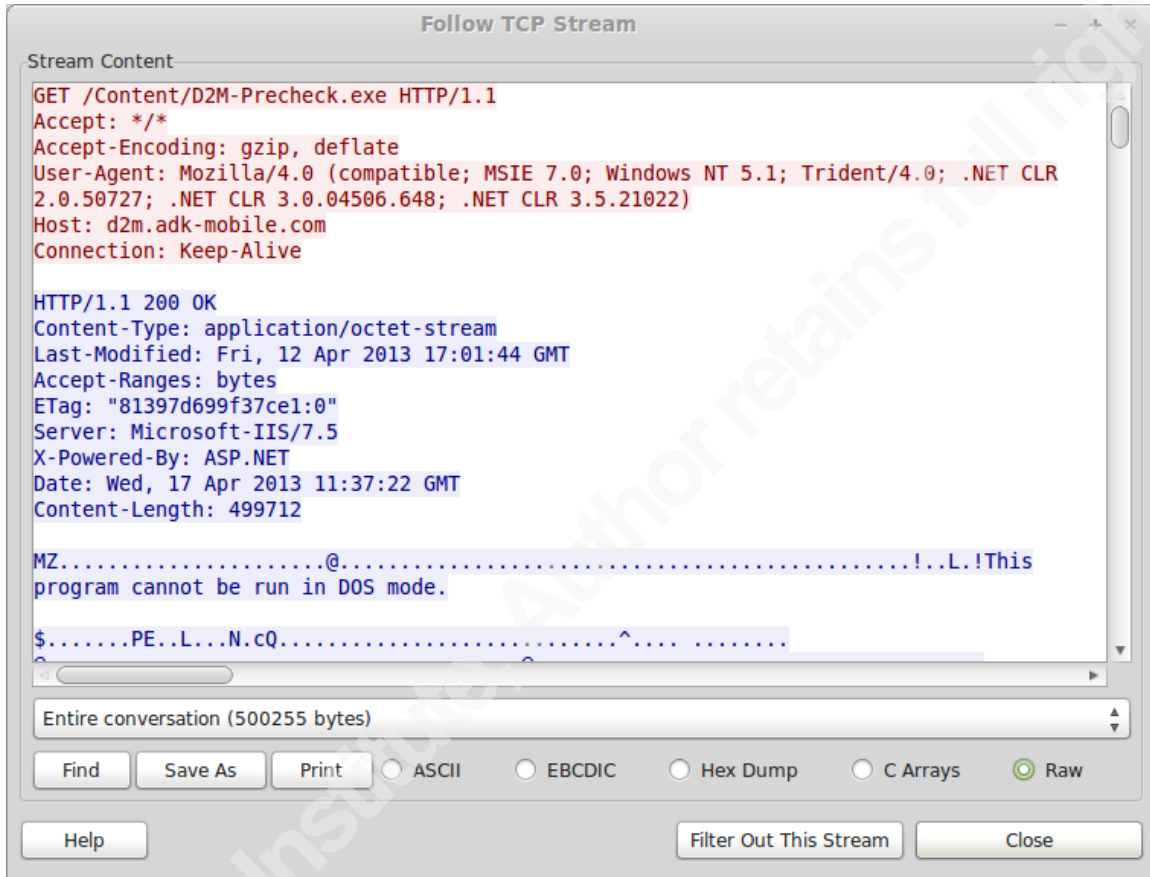 Follow TCP Stream
Stream Content
GET /Content/D2M-Precheck.exe HTTP/1.1
Accept: */*
Accept-Encoding: gzip, deflate
User-Agent: Mozilla/4.0 (compatible; MSIE 7.0; Windows NT 5.1; Trident/4.0; .NET CLR
2.0.50727; .NET CLR 3.0.04506.648; .NET CLR 3.5.21022)
Host: d2m.adk-mobile.com
Connection: Keep-Alive
HTTP/1.1 200 OK
Content-Type: application/octet-stream
Last-Modified: Fri, 12 Apr 2013 17:01:44 GMT
Accept-Ranges: bytes
ETag: "81397d699f37ce1:0"
Server: Microsoft-IIS/7.5
X-Powered-By: ASP.NET
Date: Wed, 17 Apr 2013 11:37:22 GMT
Content-Length: 499712
MZ......................@...............................................!..L.!This
program cannot be run in DOS mode.
$.......PE..L...N.cQ............................^.... ........
Entire conversation (500255 bytes)
Find Save As Print ASCII EBCDIC Hex Dump C Arrays Raw
Help Filter Out This Stream Close
Institute, Author retains full